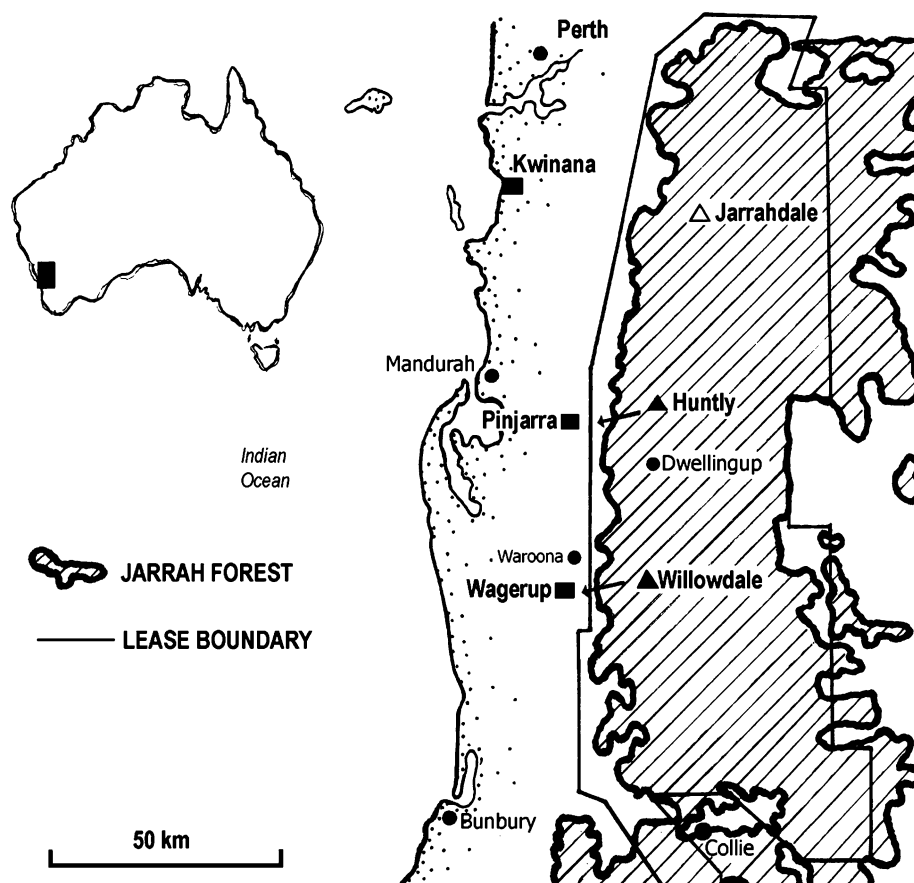 Perth
Kwinana
Jarrahdale
Mandurah
Pinjarra
Huntly
Indian
Ocean
Dwellingup
Waroona
JARRAH FOREST
Wagerup
Willowdale
LEASE BOUNDARY
50 km
Bunbury
Collie